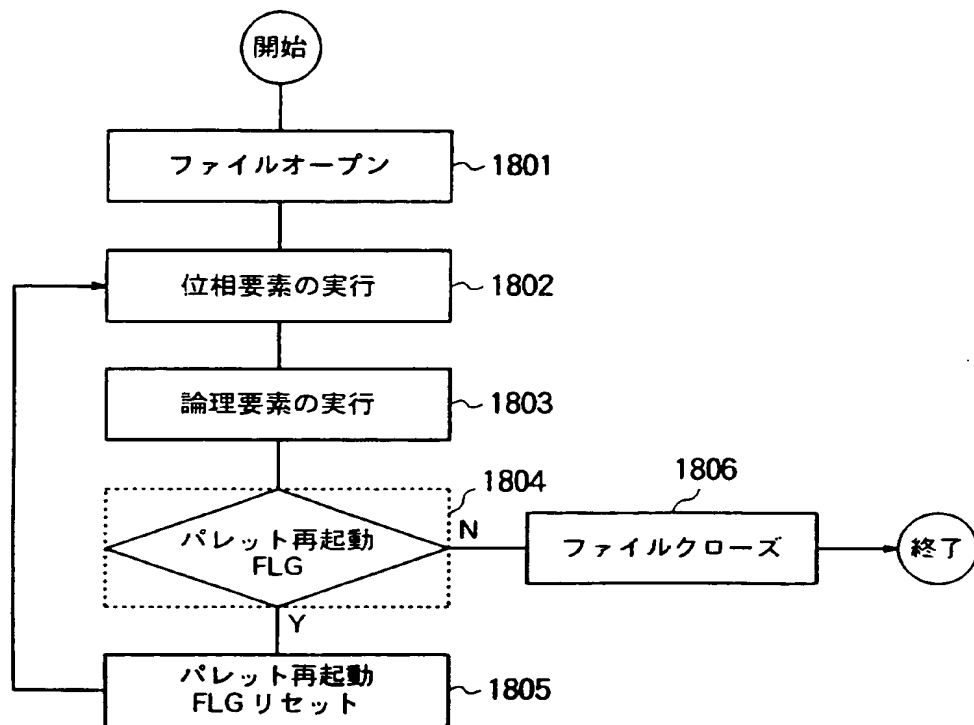 開始
ファイルオープン
1801
位相要素の実行
1802
論理要素の実行
1803
1804
パレット再起動
FLG
N
Y
1806
ファイルクローズ
終了
パレット再起動
FLG リセット
1805